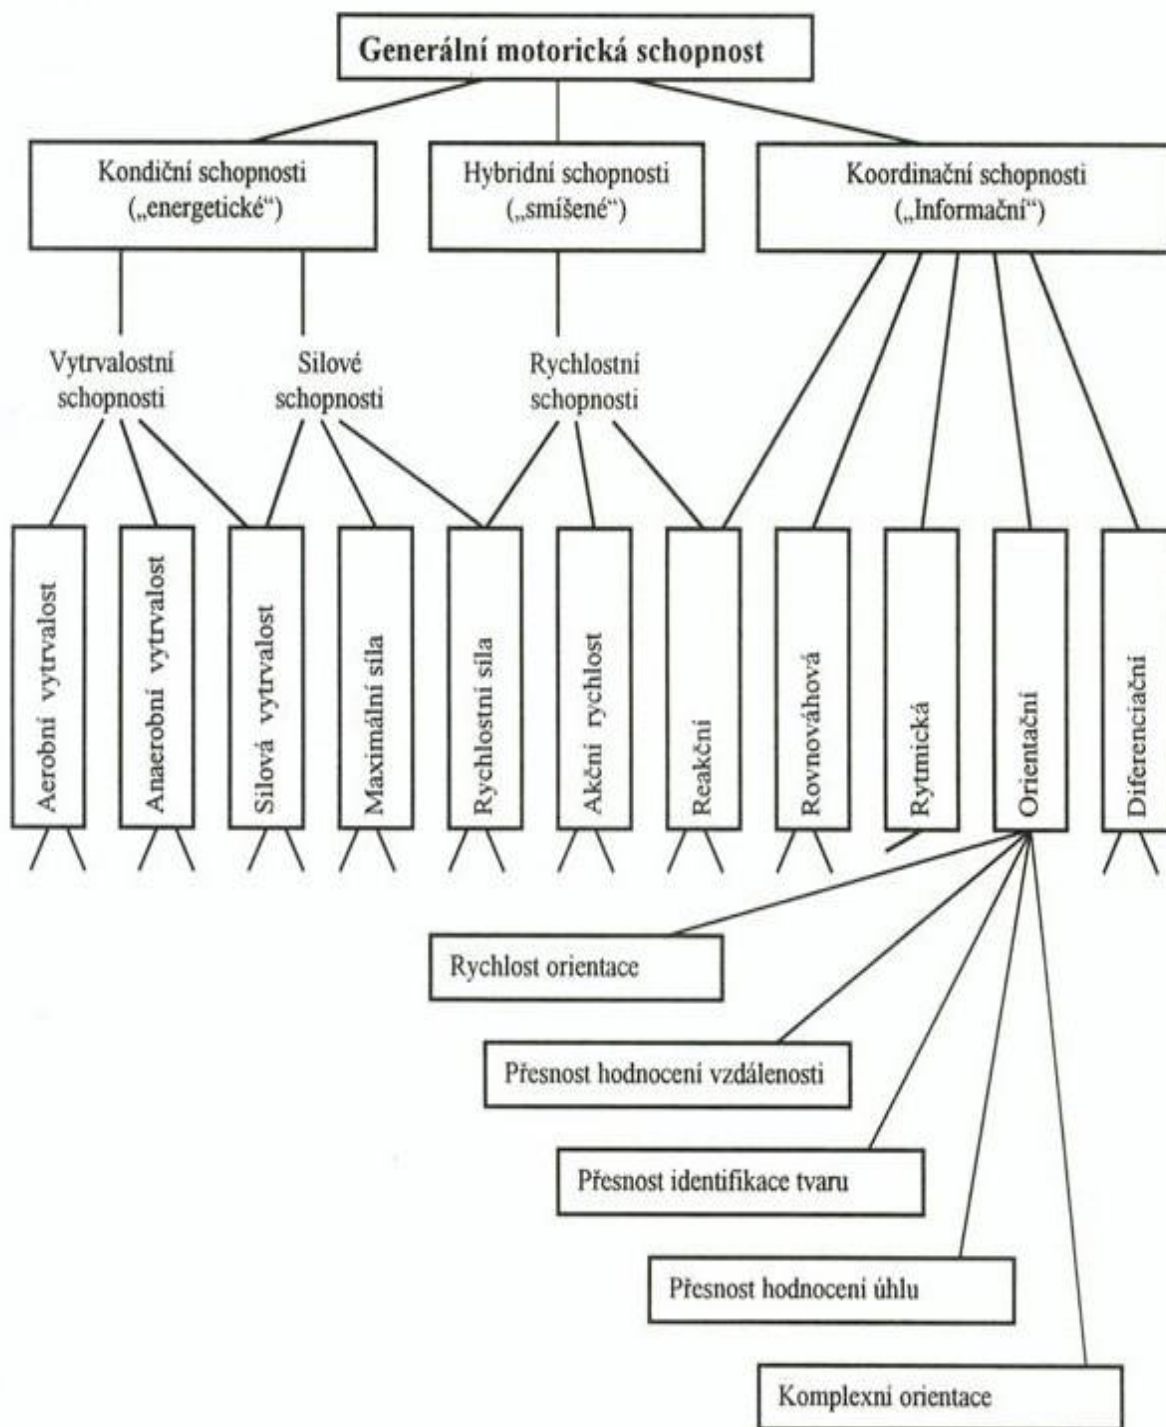 Generální motorická schopnost
Kondiční schopnosti
(„energetické“)
Hybridní schopnosti
(„smíšené“)
Koordinační schopnosti
(„Informační“)
Vytrvalostní
schopnosti
Silové
schopnosti
Rychlostní
schopnosti
Aerobní vytrvalost
Anaerobní vytrvalost
Silová vytrvalost
Maximální síla
Rychlostní síla
Akční rychlost
Reakční
Rovnováhová
Rytmická
Orientační
Diferenciační
Rychlost orientace
Přesnost hodnocení vzdálenosti
Přesnost identifikace tvaru
Přesnost hodnocení úhlu
Komplexní orientace